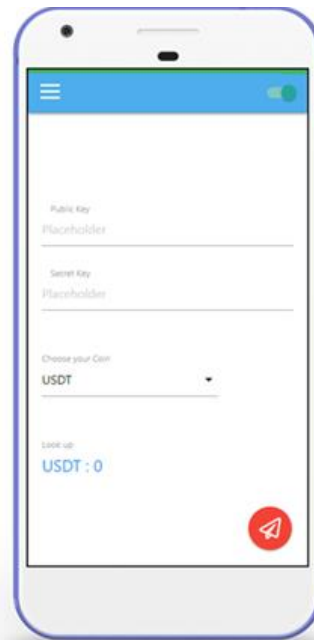 Public Key
Placeholder
Secret Key
Placeholder
Choose your Coin
USDT
Look up
USDT : 0